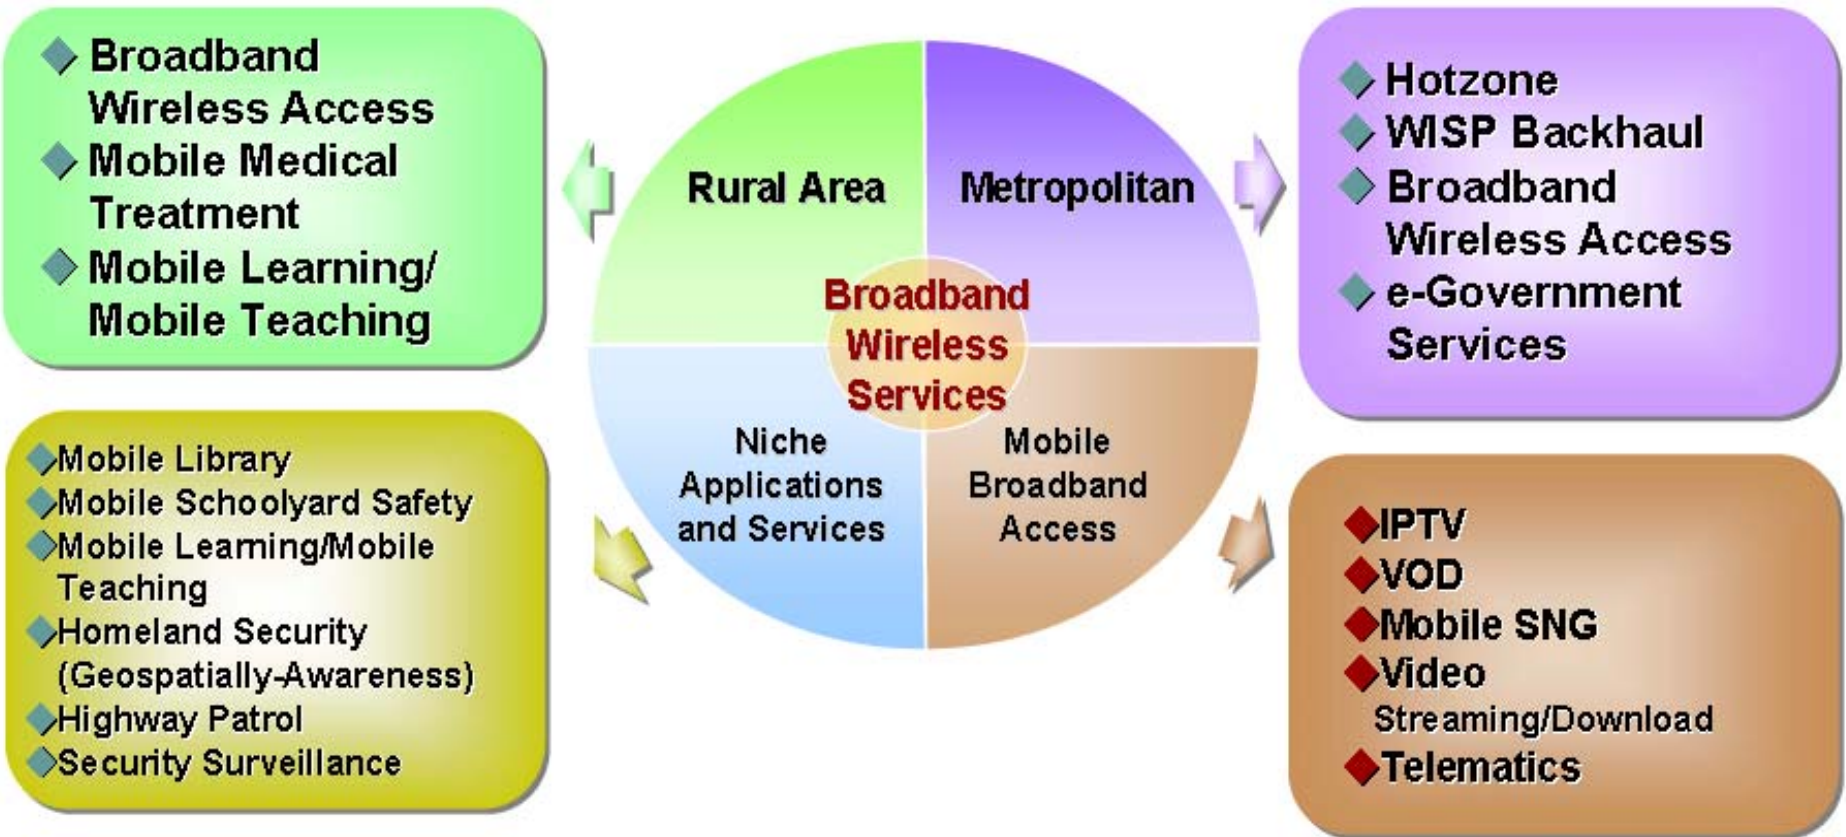 Broadband
Wireless Access
Mobile Medical
Treatment
Mobile Learning/
Mobile Teaching
Rural Area
Metropolitan
Hotzone
WISP Backhaul
Broadband
Wireless Access
e-Government
Services
Broadband
Wireless
Services
Mobile Library
Mobile Schoolyard Safety
Mobile Learning/Mobile
Teaching
Homeland Security
(Geospatially-Awareness)
Highway Patrol
Security Surveillance
Niche
Applications
and Services
Mobile
Broadband
Access
IPTV
VOD
Mobile SNG
Video
Streaming/Download
Telematics